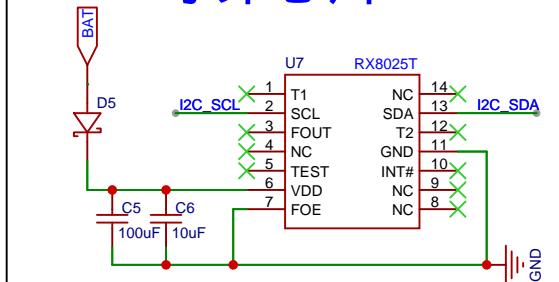 BAT
U7 RX8025T
D5
I2C_SCL
I2C_SDA
1 T1 NC 14
2 SCL SDA 13
3 FOUT T2 12
4 NC GND 11
5 TEST INT# 10
6 VDD NC 9
7 FOE NC 8
C5
100uF
C6
10uF
GND